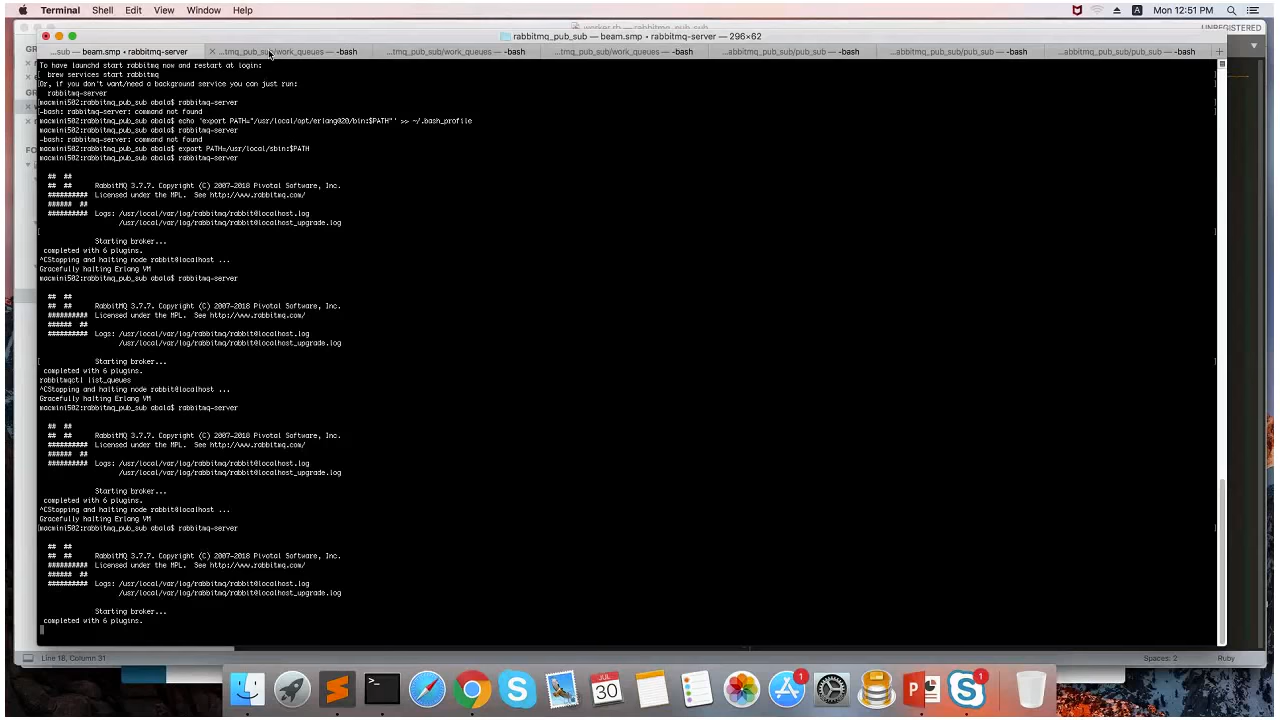 Terminal Shell Edit View Window Help
Mon 12:51 PM
worker.rb — rabbitmq_pub_sub
UNREGISTERED
rabbitmq_pub_sub — beam.smp • rabbitmq-server — 296×62
...sub — beam.smp • rabbitmq-server
...tmq_pub_sub/work_queues — -bash
...tmq_pub_sub/work_queues — -bash
...tmq_pub_sub/work_queues — -bash
...abbitmq_pub_sub/pub_sub — -bash
...abbitmq_pub_sub/pub_sub — -bash
...abbitmq_pub_sub/pub_sub — -bash
To have launchd start rabbitmq now and restart at login:
[ brew services start rabbitmq
[Or, if you don't want/need a background service you can just run:
rabbitmq-server
[macmini502:rabbitmq_pub_sub abala$ rabbitmq-server
[-bash: rabbitmq-server: command not found
macmini502:rabbitmq_pub_sub abala$ echo 'export PATH="/usr/local/opt/erlang@20/bin:$PATH"' >> ~/.bash_profile
macmini502:rabbitmq_pub_sub abala$ rabbitmq-server
-bash: rabbitmq-server: command not found
macmini502:rabbitmq_pub_sub abala$ export PATH=/usr/local/sbin:$PATH
macmini502:rabbitmq_pub_sub abala$ rabbitmq-server
## ##
## ## RabbitMQ 3.7.7. Copyright (C) 2007-2018 Pivotal Software, Inc.
########## Licensed under the MPL. See http://www.rabbitmq.com/
###### ##
########## Logs: /usr/local/var/log/rabbitmq/rabbit@localhost.log
/usr/local/var/log/rabbitmq/rabbit@localhost_upgrade.log
[
Starting broker...
completed with 6 plugins.
^CStopping and halting node rabbit@localhost ...
Gracefully halting Erlang VM
macmini502:rabbitmq_pub_sub abala$ rabbitmq-server
## ##
## ## RabbitMQ 3.7.7. Copyright (C) 2007-2018 Pivotal Software, Inc.
########## Licensed under the MPL. See http://www.rabbitmq.com/
###### ##
########## Logs: /usr/local/var/log/rabbitmq/rabbit@localhost.log
/usr/local/var/log/rabbitmq/rabbit@localhost_upgrade.log
[ Starting broker...
completed with 6 plugins.
rabbitmqctl list_queues
^CStopping and halting node rabbit@localhost ...
Gracefully halting Erlang VM
macmini502:rabbitmq_pub_sub abala$ rabbitmq-server
## ##
## ## RabbitMQ 3.7.7. Copyright (C) 2007-2018 Pivotal Software, Inc.
########## Licensed under the MPL. See http://www.rabbitmq.com/
###### ##
########## Logs: /usr/local/var/log/rabbitmq/rabbit@localhost.log
/usr/local/var/log/rabbitmq/rabbit@localhost_upgrade.log
Starting broker...
completed with 6 plugins.
^CStopping and halting node rabbit@localhost ...
Gracefully halting Erlang VM
[macmini502:rabbitmq_pub_sub abala$ rabbitmq-server
## ##
## ## RabbitMQ 3.7.7. Copyright (C) 2007-2018 Pivotal Software, Inc.
########## Licensed under the MPL. See http://www.rabbitmq.com/
###### ##
########## Logs: /usr/local/var/log/rabbitmq/rabbit@localhost.log
/usr/local/var/log/rabbitmq/rabbit@localhost_upgrade.log
Starting broker...
completed with 6 plugins.
Line 18, Column 31
Spaces: 2
Ruby
JUL
30
1
1